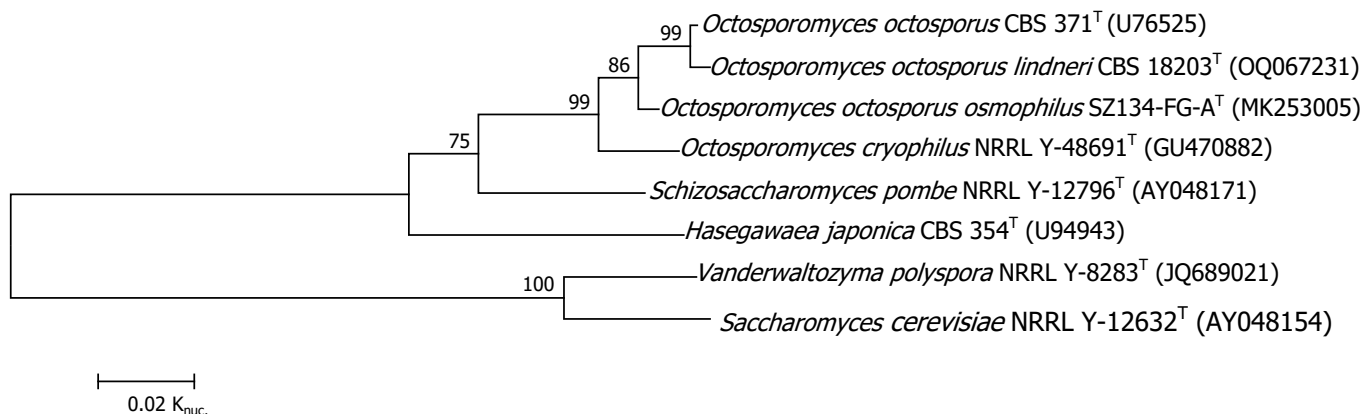 Octosporomyces octosporus CBS 371ᵀ (U76525)
99
Octosporomyces octosporus lindneri CBS 18203ᵀ (OQ067231)
86
Octosporomyces octosporus osmophilus SZ134-FG-Aᵀ (MK253005)
99
Octosporomyces cryophilus NRRL Y-48691ᵀ (GU470882)
75
Schizosaccharomyces pombe NRRL Y-12796ᵀ (AY048171)
Hasegawaea japonica CBS 354ᵀ (U94943)
Vanderwaltozyma polyspora NRRL Y-8283ᵀ (JQ689021)
100
Saccharomyces cerevisiae NRRL Y-12632ᵀ (AY048154)
0.02 Knuc.